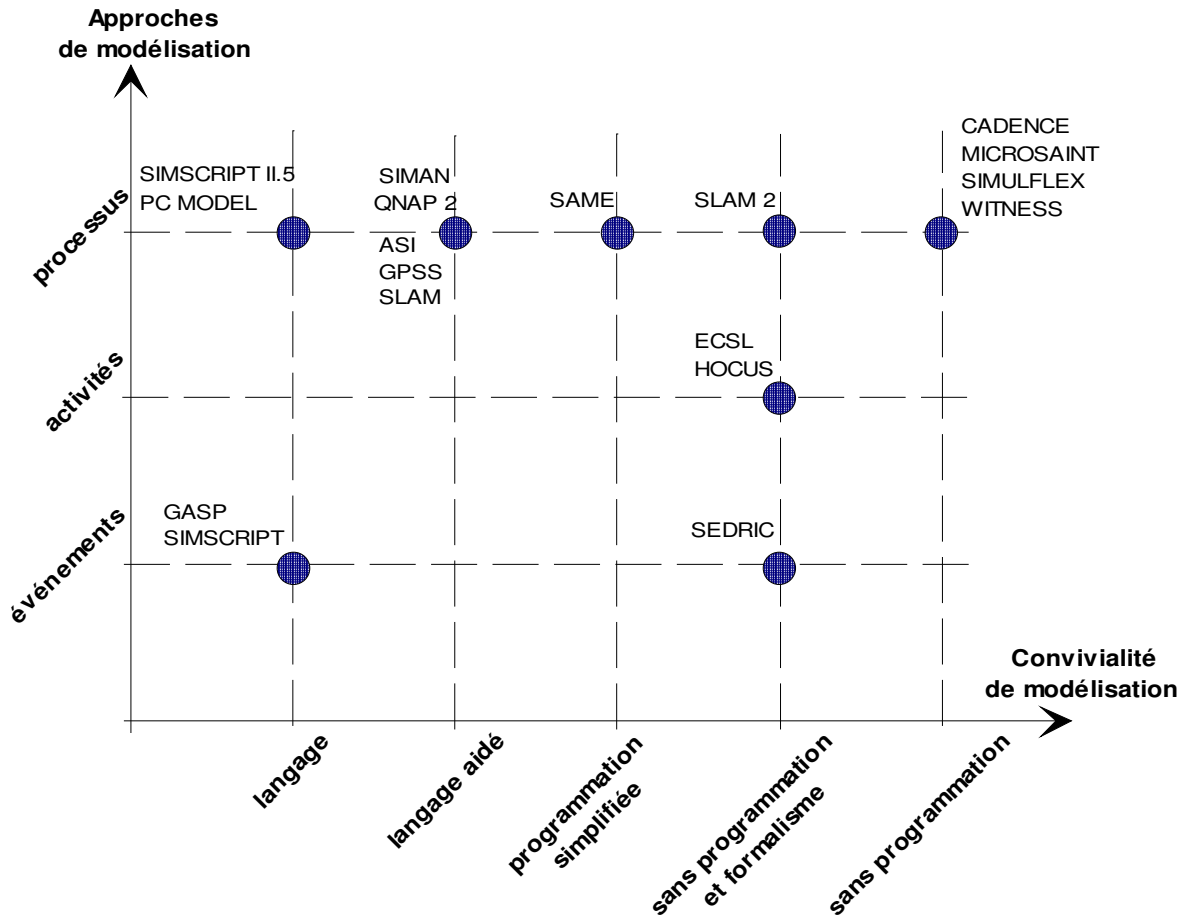 Approches
de modélisation
CADENCE
MICROSAINT
SIMULFLEX
WITNESS
SIMSCRIPT II.5
PC MODEL
SIMAN
QNAP 2
SAME
SLAM 2
processus
ASI
GPSS
SLAM
ECSL
HOCUS
activités
GASP
SIMSCRIPT
SEDRIC
événements
Convivialité
de modélisation
langage
langage aidé
programmation
simplifiée
sans programmation
et formalisme
sans programmation